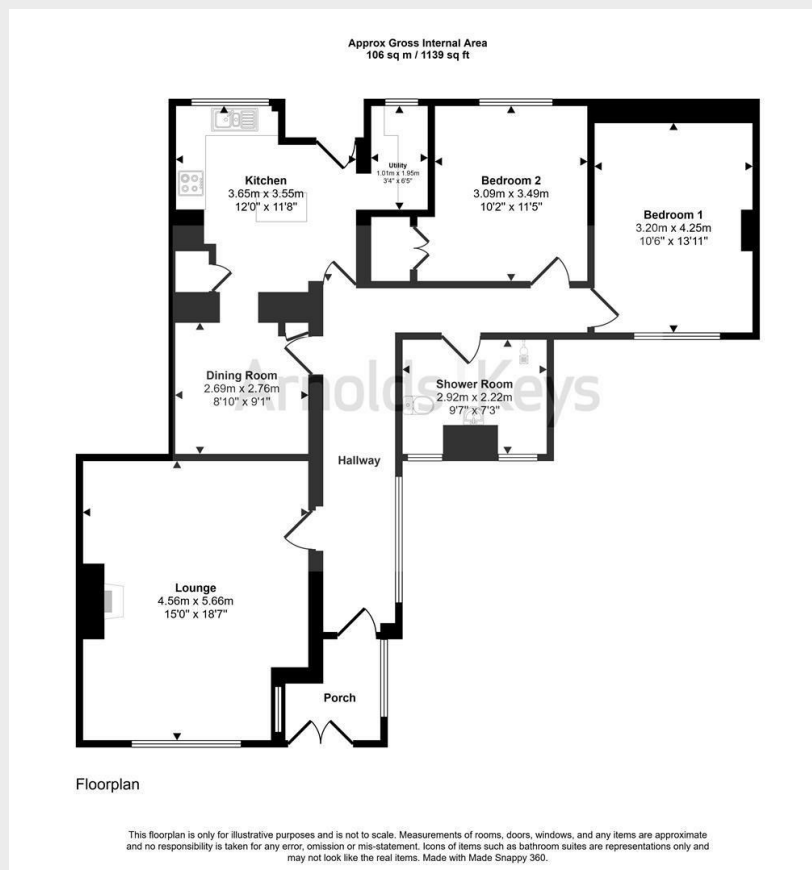 Approx Gross Internal Area
106 sq m / 1139 sq ft
Kitchen
3.65m x 3.55m
12'0" x 11'8"
Utility
1.01m x 1.95m
3'4" x 6'5"
Bedroom 2
3.09m x 3.49m
10'2" x 11'5"
Bedroom 1
3.20m x 4.25m
10'6" x 13'11"
Dining Room
2.69m x 2.76m
8'10" x 9'1"
Arnolds Keys
Shower Room
2.92m x 2.22m
9'7" x 7'3"
Hallway
Lounge
4.56m x 5.66m
15'0" x 18'7"
Porch
Floorplan
This floorplan is only for illustrative purposes and is not to scale. Measurements of rooms, doors, windows, and any items are approximate
and no responsibility is taken for any error, omission or mis-statement. Icons of items such as bathroom suites are representations only and
may not look like the real items. Made with Made Snappy 360.